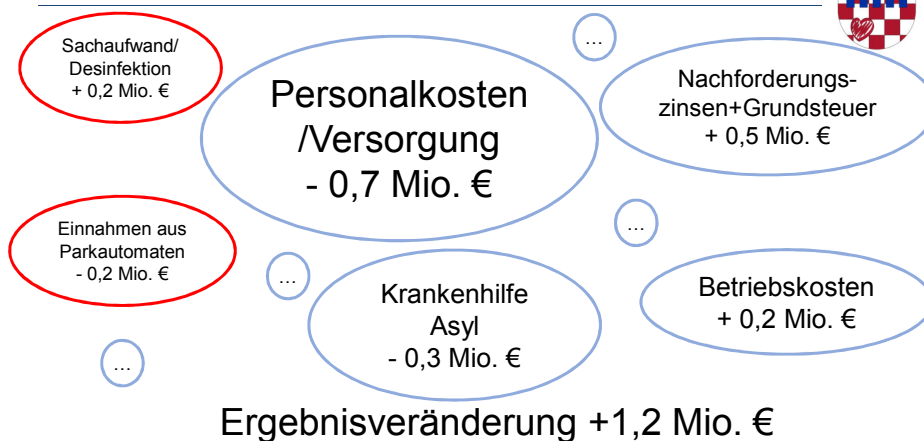 Sachaufwand/
Desinfektion
+ 0,2 Mio. €
Personalkosten
/Versorgung
- 0,7 Mio. €
...
Nachforderungs-
zinsen+Grundsteuer
+ 0,5 Mio. €
Einnahmen aus
Parkautomaten
- 0,2 Mio. €
...
...
Krankenhilfe
Asyl
- 0,3 Mio. €
Betriebskosten
+ 0,2 Mio. €
...
Ergebnisveränderung +1,2 Mio. €